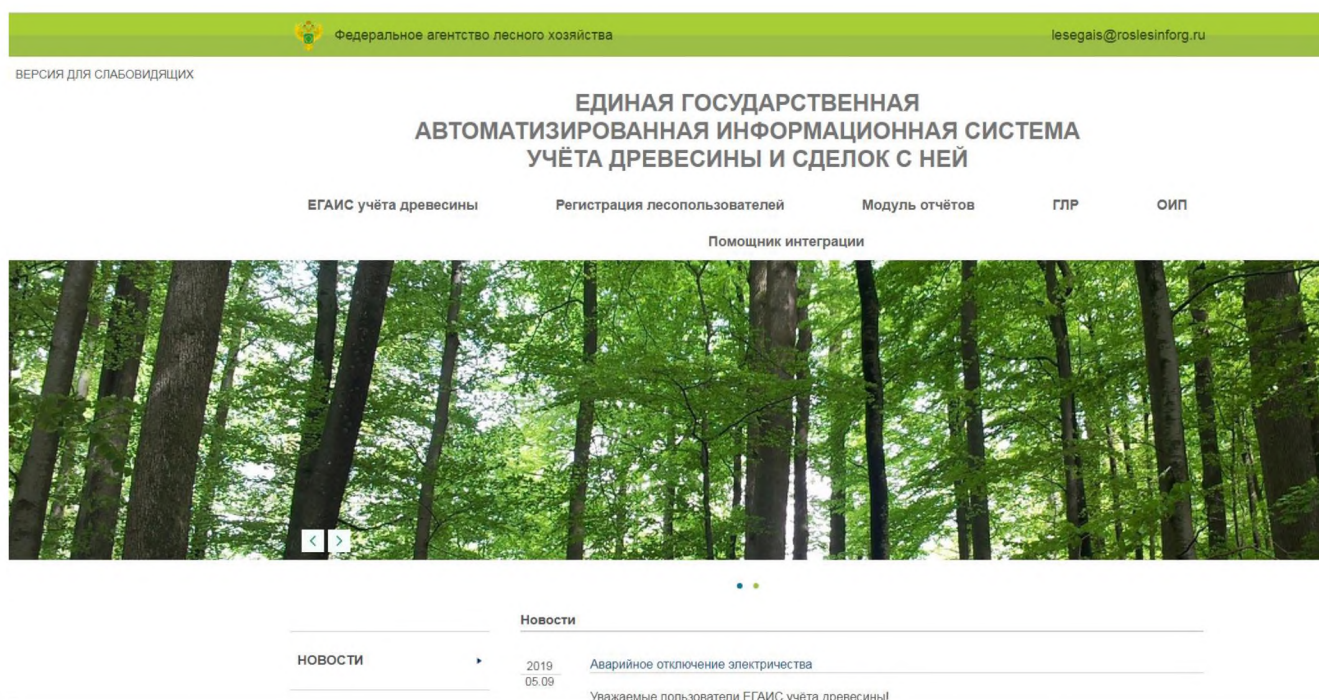 Федеральное агентство лесного хозяйства
lesegais@roslesinforg.ru
ВЕРСИЯ ДЛЯ СЛАБОВИДЯЩИХ
ЕДИНАЯ ГОСУДАРСТВЕННАЯ
АВТОМАТИЗИРОВАННАЯ ИНФОРМАЦИОННАЯ СИСТЕМА
УЧЁТА ДРЕВЕСИНЫ И СДЕЛОК С НЕЙ
ЕГАИС учёта древесины Регистрация лесопользователей Модуль отчётов ГЛР ОИП
Помощник интеграции
Новости
НОВОСТИ
2019
05.09
Аварийное отключение электричества
Уважаемые пользователи ЕГАИС учёта древесины!